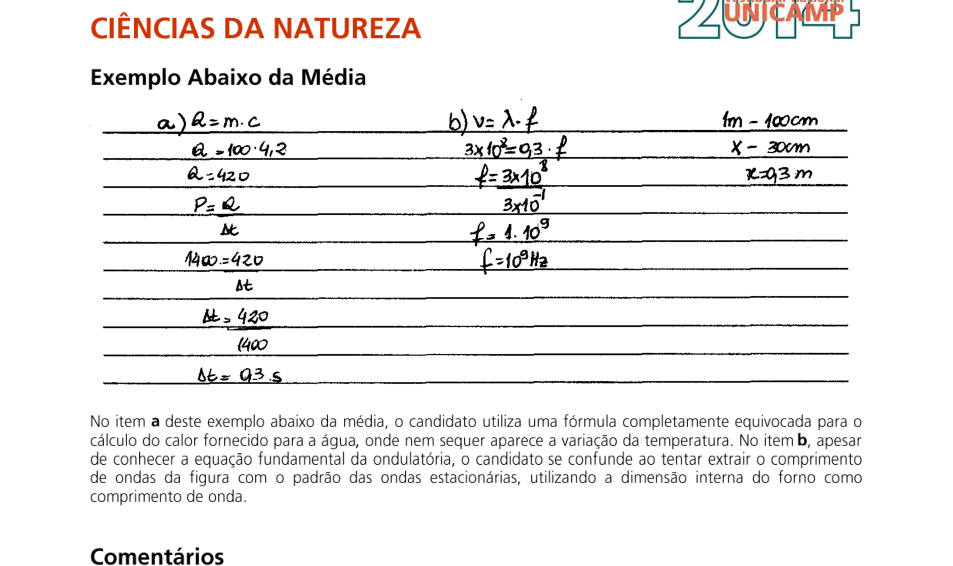 CIÊNCIAS DA NATUREZA
2014
UNICAMP
Exemplo Abaixo da Média
a) Q = m.c
Q = 100.4,2
Q = 420
P = Q
Δt
1400 = 420
Δt
Δt = 420
1400
Δt = 0,3 s
b) v = λ.f
3x10⁸ = 0,3.f
f = 3x10⁸
3x10⁻¹
f = 1.10⁹
f = 10⁹ Hz
1m - 100cm
x - 30cm
x = 0,3 m
No item a deste exemplo abaixo da média, o candidato utiliza uma fórmula completamente equivocada para o
cálculo do calor fornecido para a água, onde nem sequer aparece a variação da temperatura. No item b, apesar
de conhecer a equação fundamental da ondulatória, o candidato se confunde ao tentar extrair o comprimento
de ondas da figura com o padrão das ondas estacionárias, utilizando a dimensão interna do forno como
comprimento de onda.
Comentários